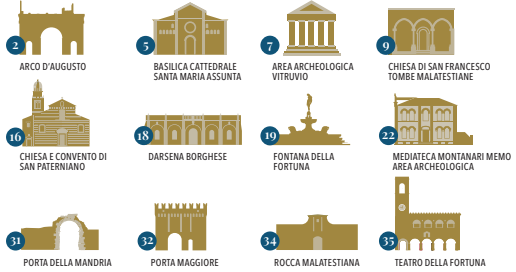 2
ARCO D'AUGUSTO
5
BASILICA CATTEDRALE
SANTA MARIA ASSUNTA
7
AREA ARCHEOLOGICA
VITRUVIO
9
CHIESA DI SAN FRANCESCO
TOMBE MALATESTIANE
16
CHIESA E CONVENTO DI
SAN PATERNIANO
18
DARSENA BORGHESE
19
FONTANA DELLA
FORTUNA
22
MEDIATECA MONTANARI MEMO
AREA ARCHEOLOGICA
31
PORTA DELLA MANDRIA
32
PORTA MAGGIORE
34
ROCCA MALATESTIANA
35
TEATRO DELLA FORTUNA